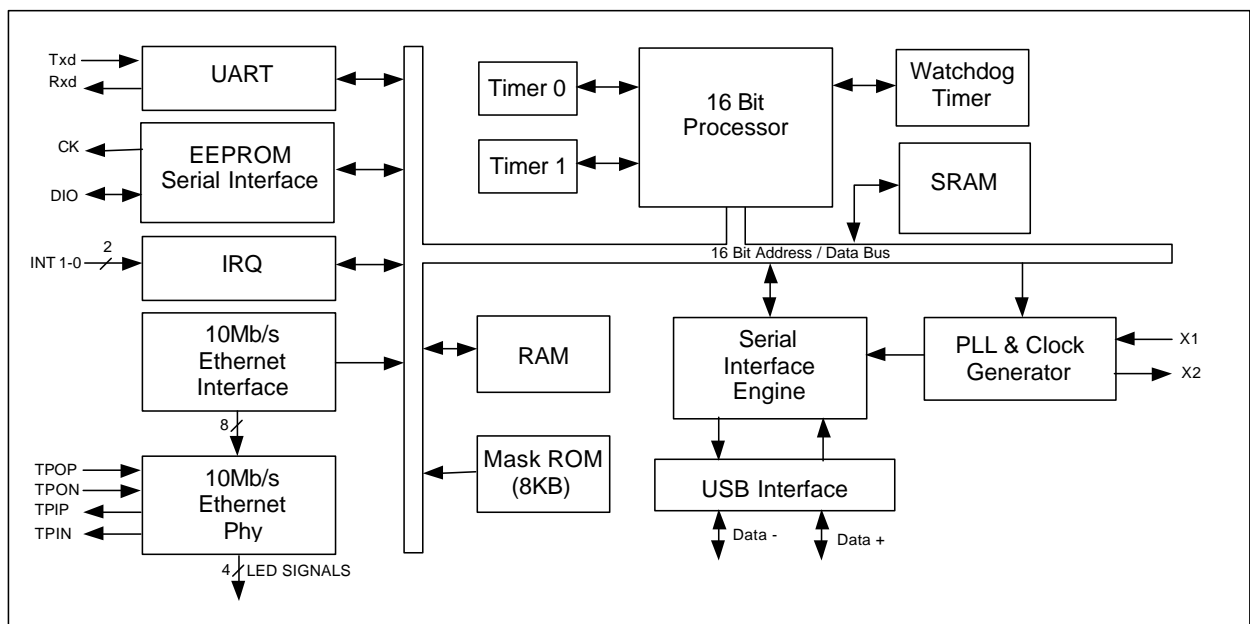 Txd
Rxd
UART
CK
DIO
EEPROM
Serial Interface
INT 1-0
2
IRQ
10Mb/s
Ethernet
Interface
8
TPOP
TPON
TPIP
TPIN
10Mb/s
Ethernet
Phy
4
LED SIGNALS
Timer 0
Timer 1
16 Bit
Processor
Watchdog
Timer
SRAM
16 Bit Address / Data Bus
RAM
Mask ROM
(8KB)
Serial
Interface
Engine
PLL & Clock
Generator
X1
X2
USB Interface
Data -
Data +